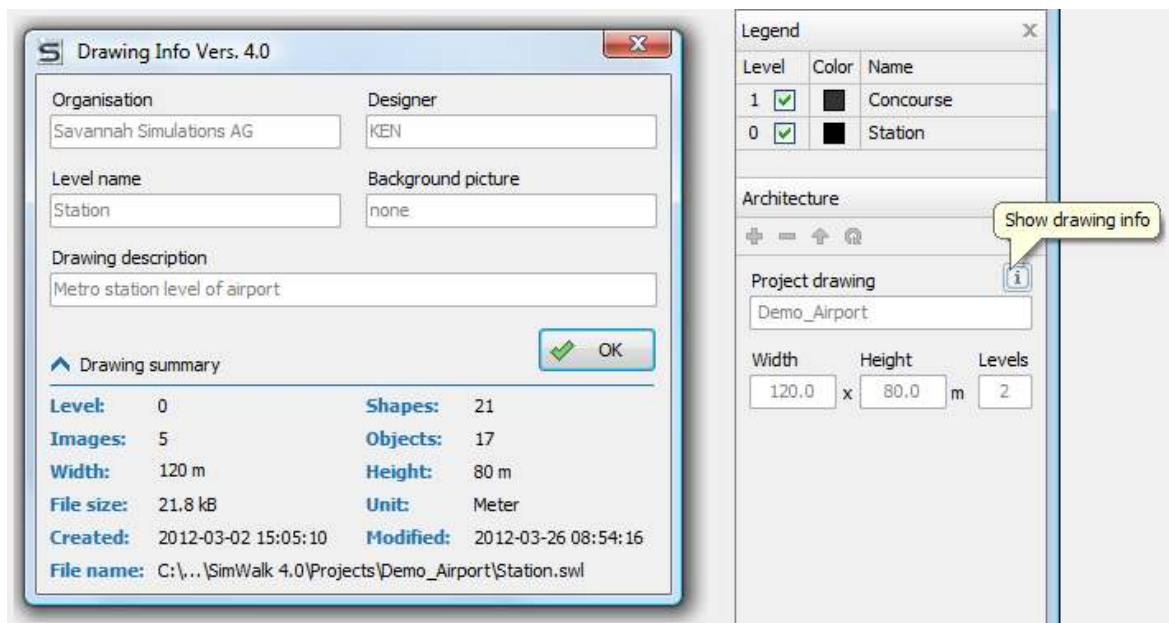 Drawing Info Vers. 4.0
Organisation Designer
Savannah Simulations AG KEN
Level name Background picture
Station none
Drawing description
Metro station level of airport
OK
Drawing summary
Level: 0 Shapes: 21
Images: 5 Objects: 17
Width: 120 m Height: 80 m
File size: 21.8 kB Unit: Meter
Created: 2012-03-02 15:05:10 Modified: 2012-03-26 08:54:16
File name: C:\...\SimWalk 4.0\Projects\Demo_Airport\Station.swl
Legend
Level Color Name
1 Concourse
0 Station
Architecture
Show drawing info
Project drawing
Demo_Airport
Width Height Levels
120.0 x 80.0 m 2